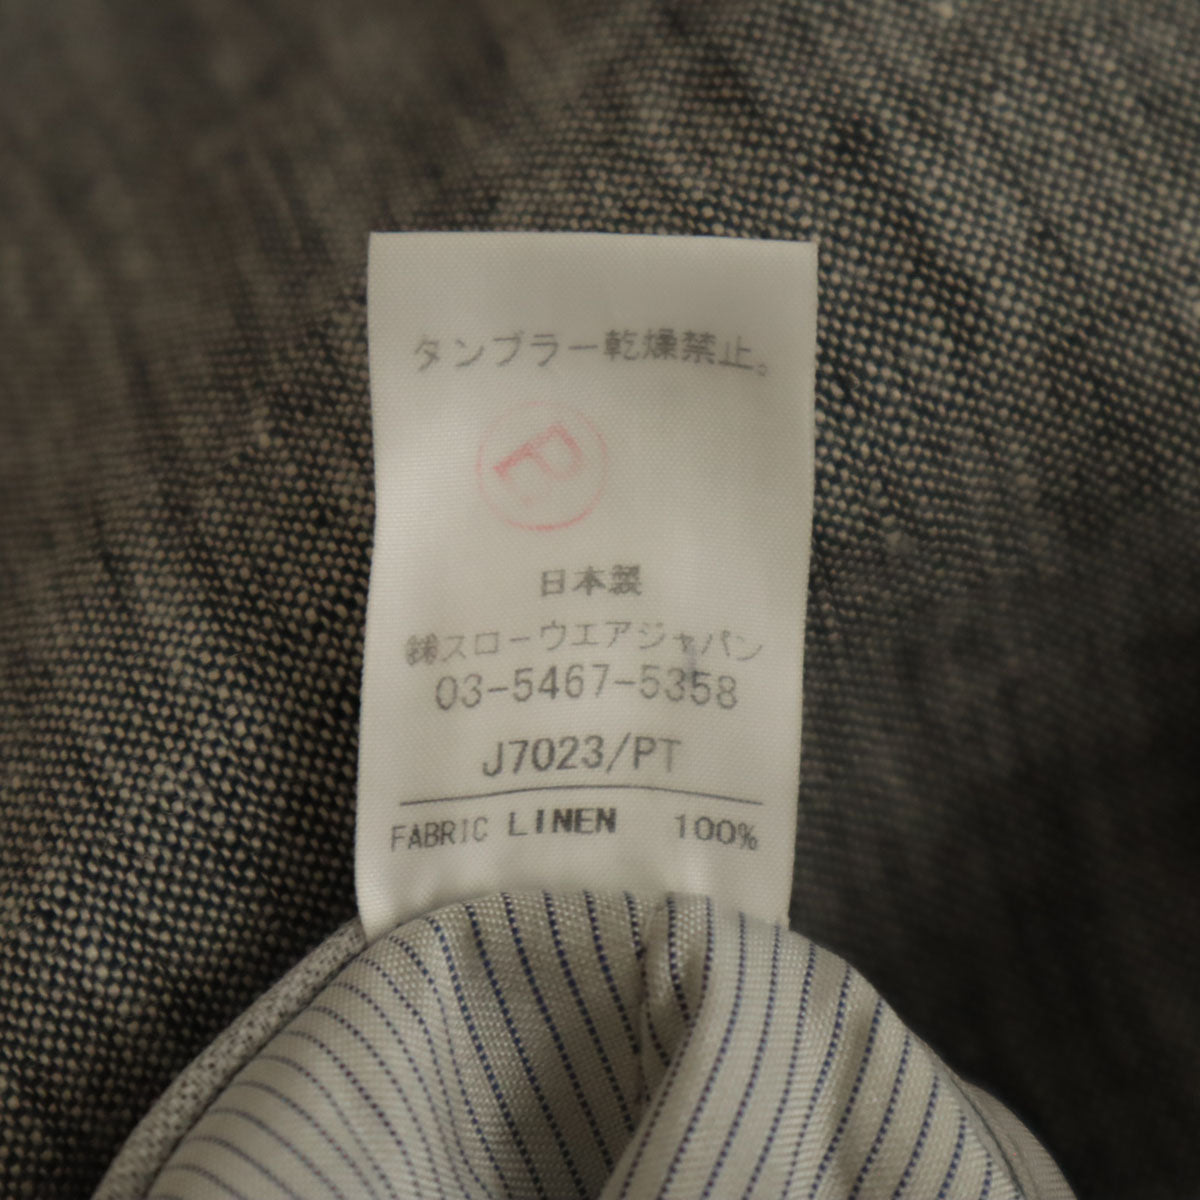 タンブラー乾燥禁止。
P
日本製
㈱スローウエアジャパン
03-5467-5358
J7023/PT
FABRIC LINEN 100%